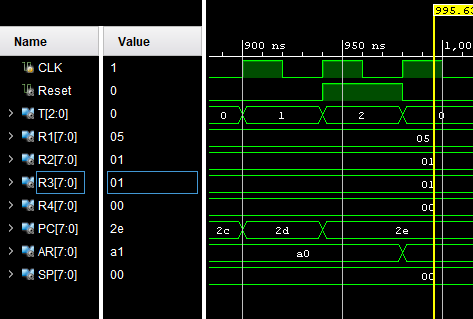 995.63
Name Value
900 ns 950 ns 1,00
CLK 1
Reset 0
T[2:0] 0 0 1 2 0
R1[7:0] 05 05
R2[7:0] 01 01
R3[7:0] 01 01
R4[7:0] 00 00
PC[7:0] 2e 2c 2d 2e
AR[7:0] a1 a0
SP[7:0] 00 00